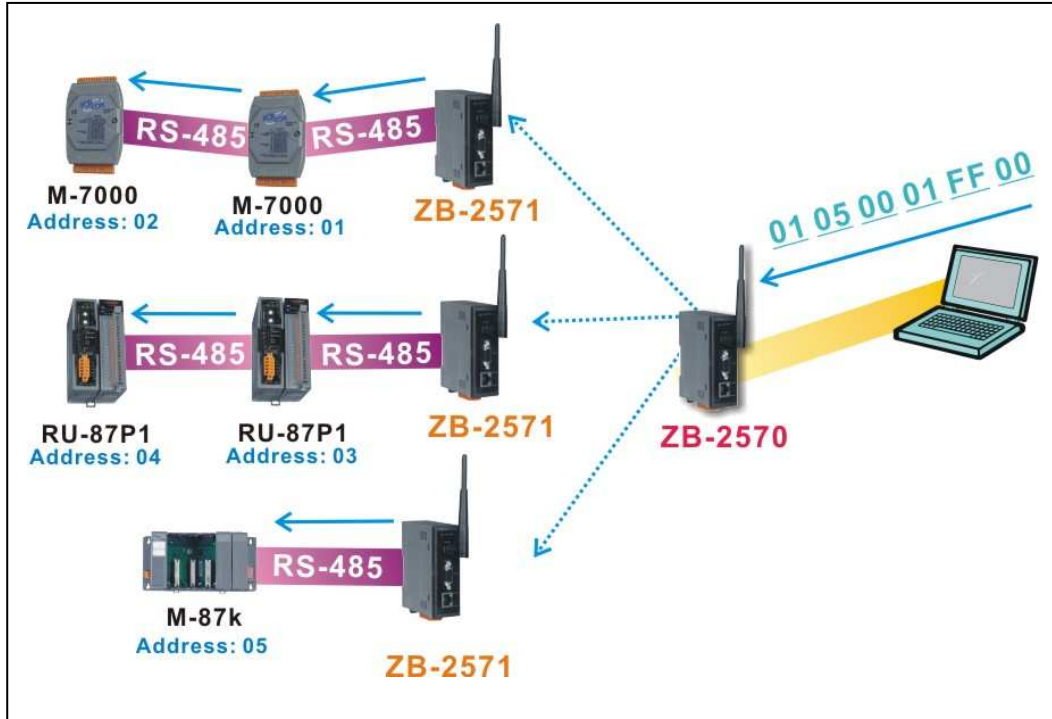 RS-485
RS-485
M-7000
Address: 02
M-7000
Address: 01
ZB-2571
01 05 00 01 FF 00
RS-485
RS-485
RU-87P1
Address: 04
RU-87P1
Address: 03
ZB-2571
ZB-2570
RS-485
M-87k
Address: 05
ZB-2571